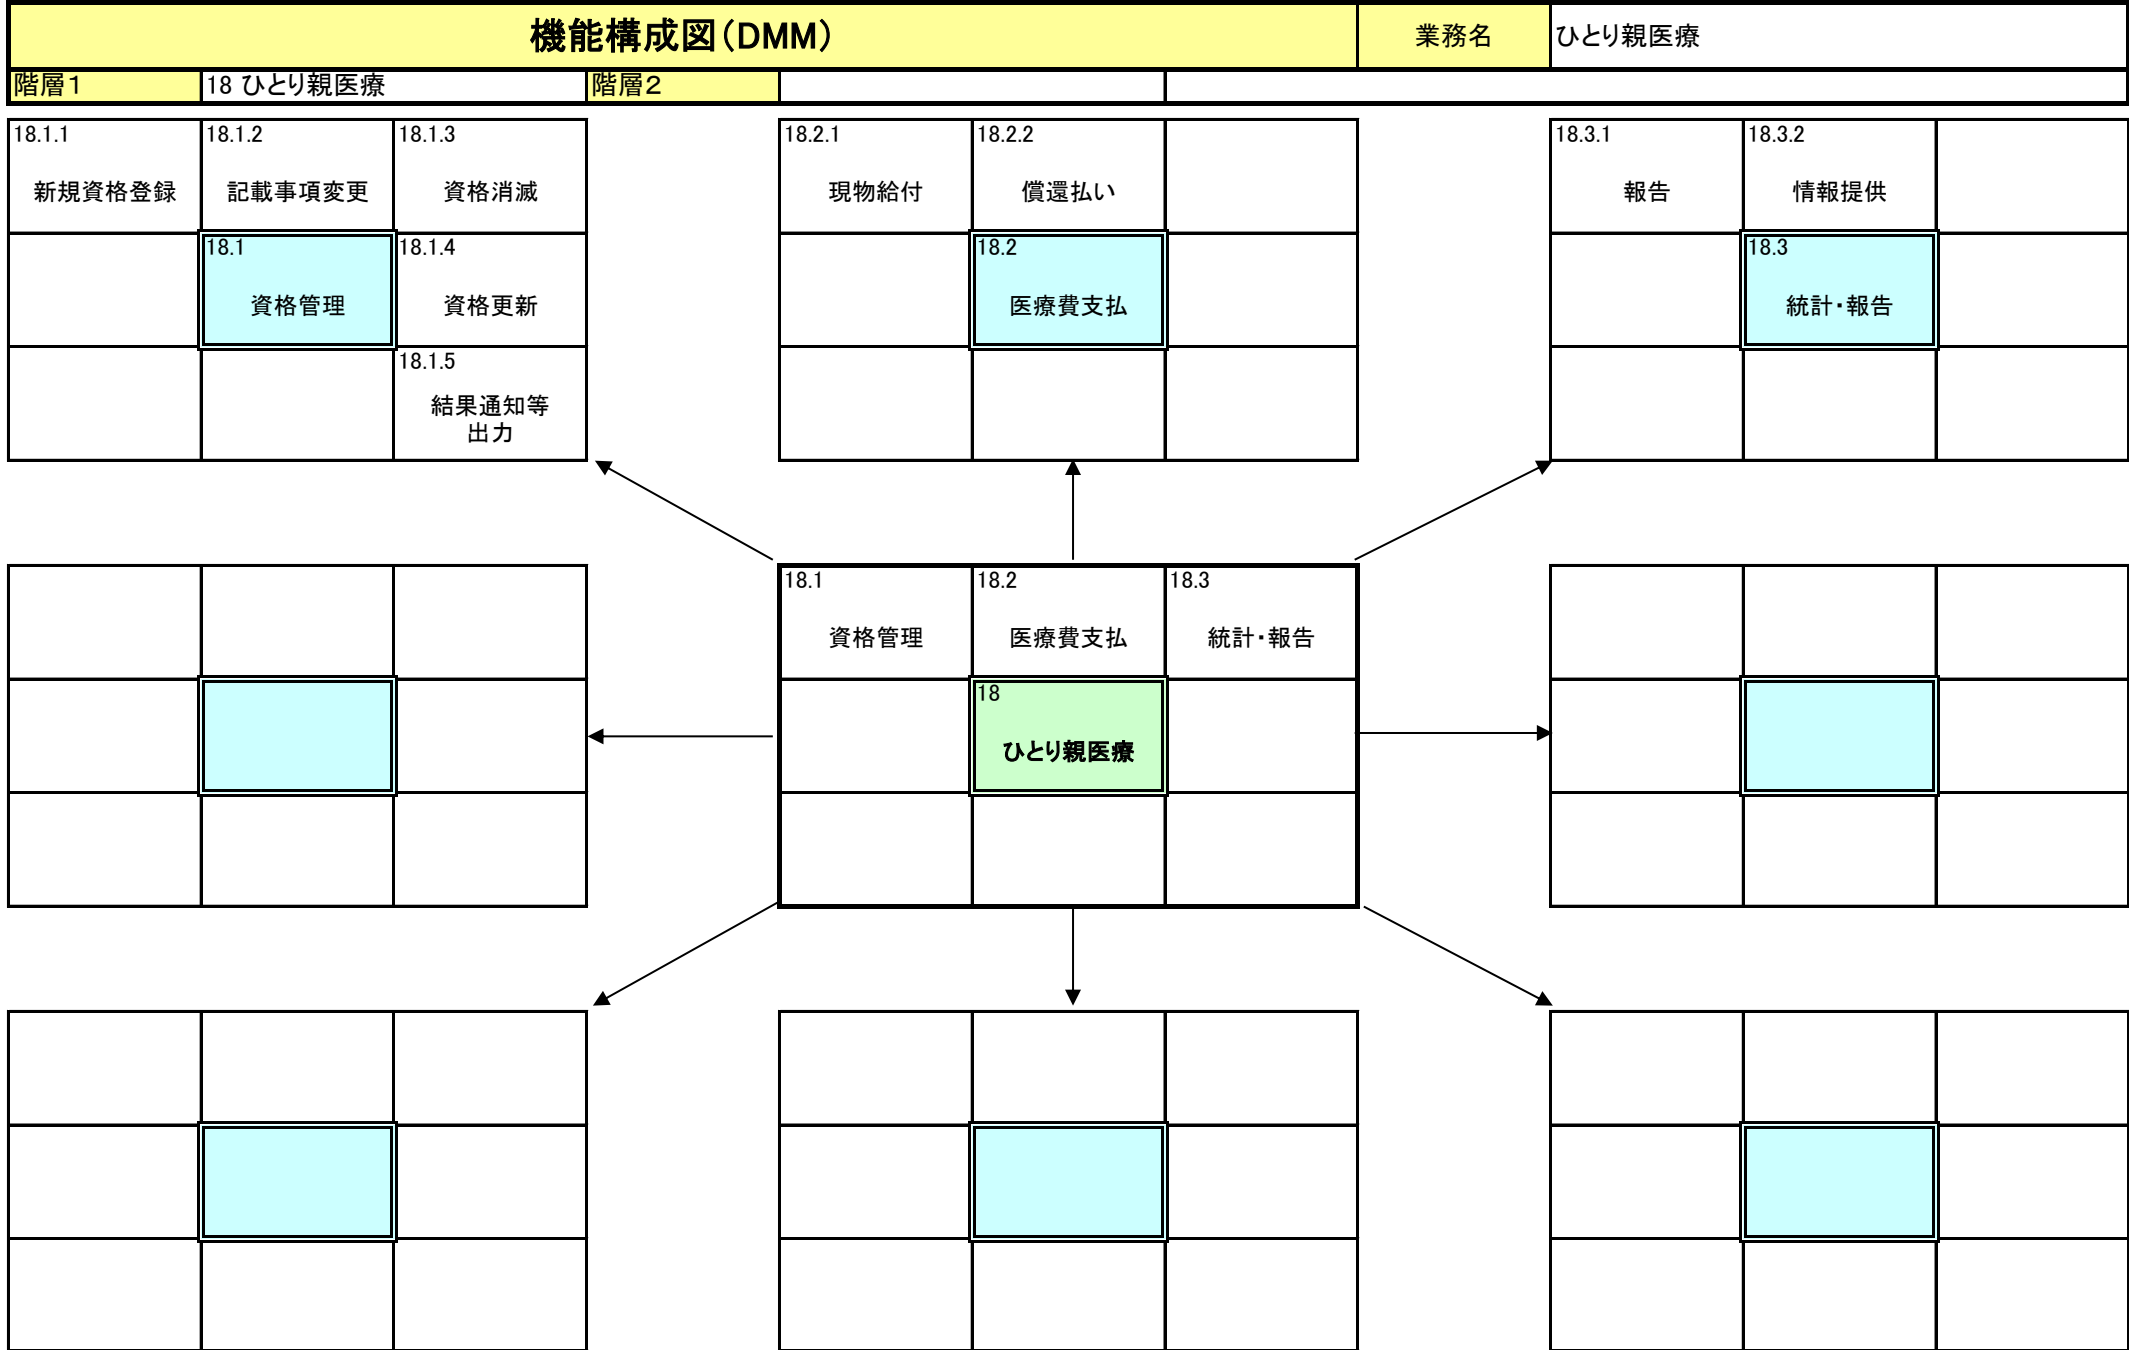 機能構成図(DMM)
業務名
ひとり親医療
階層１
18 ひとり親医療
階層２
18.1.1
18.1.2
18.1.3
新規資格登録
記載事項変更
資格消滅
18.1
18.1.4
資格管理
資格更新
18.1.5
結果通知等
出力
18.2.1
18.2.2
現物給付
償還払い
18.2
医療費支払
18.3.1
18.3.2
報告
情報提供
18.3
統計・報告
18.1
18.2
18.3
資格管理
医療費支払
統計・報告
18
ひとり親医療